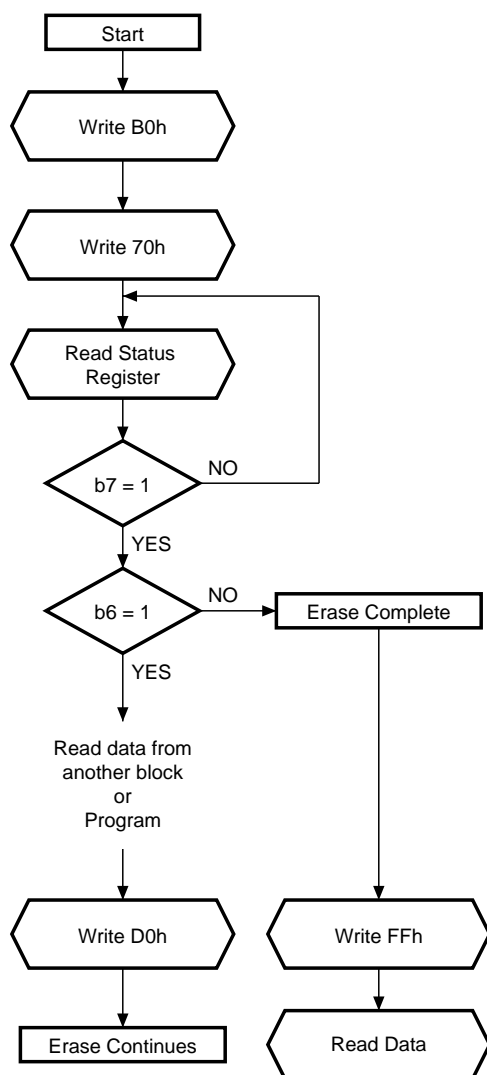 Start
Write B0h
Write 70h
Read Status
Register
b7 = 1
NO
YES
b6 = 1
NO
Erase Complete
YES
Read data from
another block
or
Program
Write D0h
Write FFh
Erase Continues
Read Data